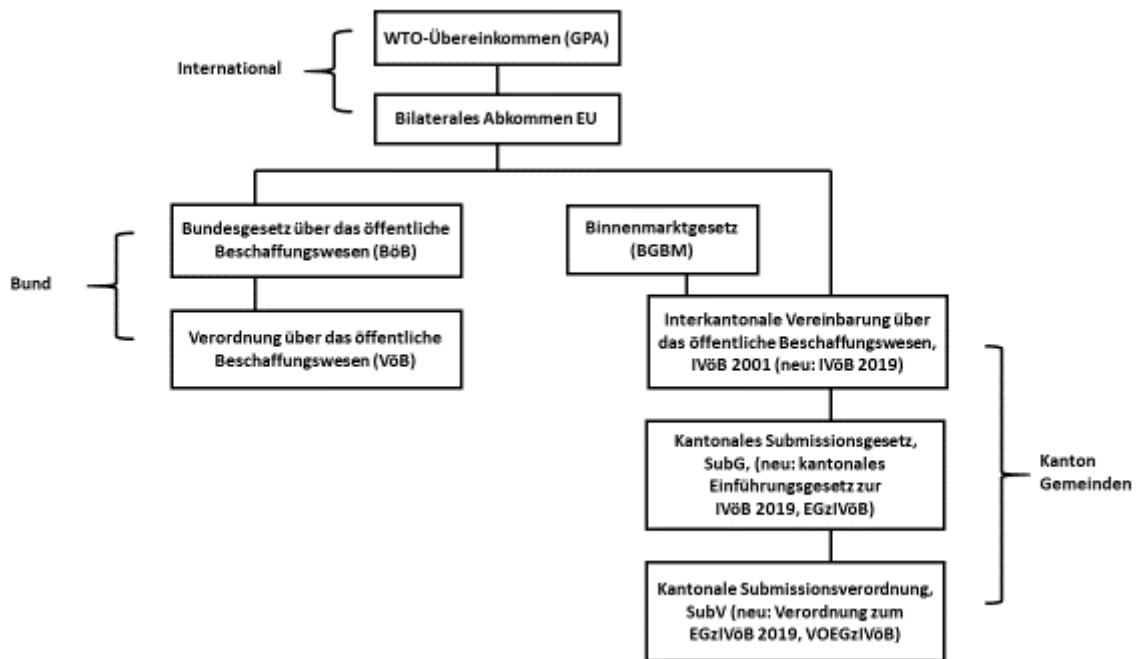 WTO-Übereinkommen (GPA)
International
Bilaterales Abkommen EU
Bundesgesetz über das öffentliche
Beschaffungswesen (BöB)
Binnenmarktgesetz
(BGBM)
Bund
Verordnung über das öffentliche
Beschaffungswesen (VöB)
Interkantonale Vereinbarung über
das öffentliche Beschaffungswesen,
IVöB 2001 (neu: IVöB 2019)
Kantonales Submissionsgesetz,
SubG, (neu: kantonales
Einführungsgesetz zur
IVöB 2019, EGzIVöB)
Kanton
Gemeinden
Kantonale Submissionsverordnung,
SubV (neu: Verordnung zum
EGzIVöB 2019, VOEGzIVöB)